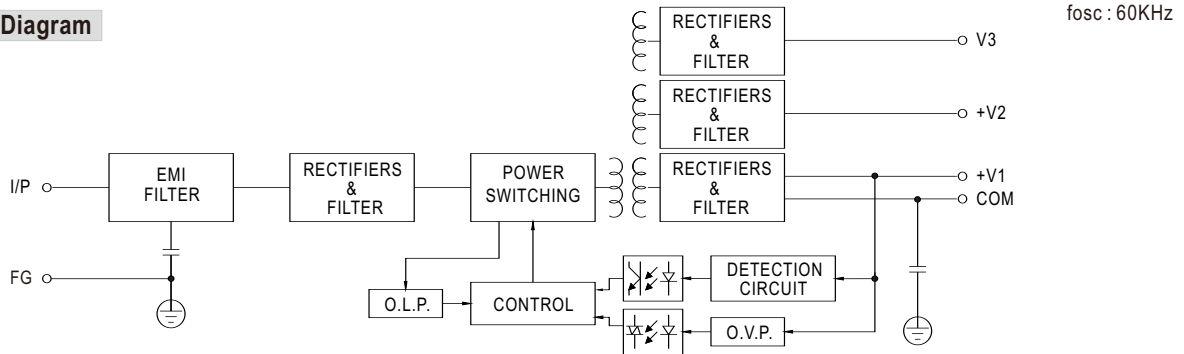 Diagram
fosc : 60KHz
RECTIFIERS
&
FILTER
V3
RECTIFIERS
&
FILTER
+V2
I/P
EMI
FILTER
RECTIFIERS
&
FILTER
POWER
SWITCHING
RECTIFIERS
&
FILTER
+V1
COM
FG
O.L.P.
CONTROL
DETECTION
CIRCUIT
O.V.P.